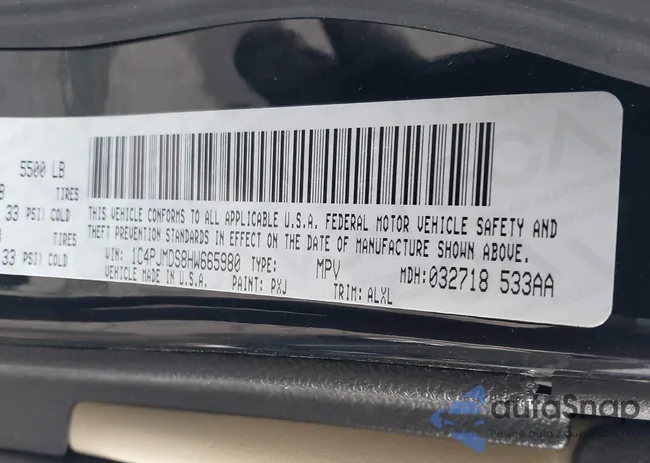 5500 LB
8 TIRES
33 PSI) COLD
TIRES
33 PSI) COLD
THIS VEHICLE CONFORMS TO ALL APPLICABLE U.S.A. FEDERAL MOTOR VEHICLE SAFETY AND
THEFT PREVENTION STANDARDS IN EFFECT ON THE DATE OF MANUFACTURE SHOWN ABOVE.
VIN: 1C4PJMDS8HW665980 TYPE: MPV MDH:032718 533AA
VEHICLE MADE IN U.S.A. PAINT: PXJ TRIM: ALXL
autaSnap